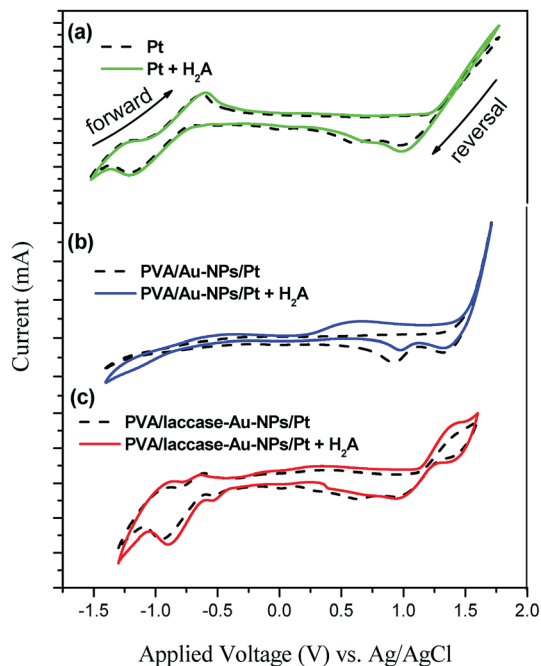 (a)
Pt
Pt + H₂A
forward
reversal
(b)
PVA/Au-NPs/Pt
PVA/Au-NPs/Pt + H₂A
(c)
PVA/laccase-Au-NPs/Pt
PVA/laccase-Au-NPs/Pt + H₂A
Current (mA)
-1.5 -1.0 -0.5 0.0 0.5 1.0 1.5 2.0
Applied Voltage (V) vs. Ag/AgCl